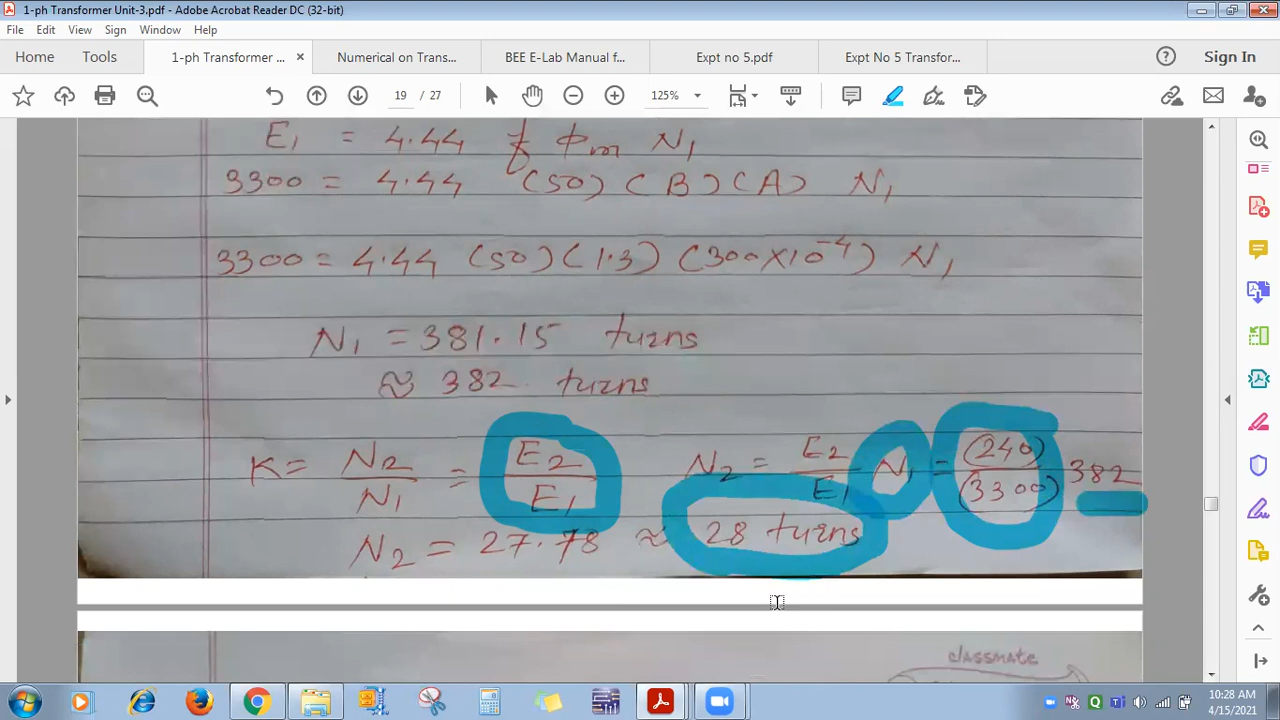 1-ph Transformer Unit-3.pdf - Adobe Acrobat Reader DC (32-bit)
File Edit View Sign Window Help
Home Tools 1-ph Transformer ... × Numerical on Trans... BEE E-Lab Manual f... Expt no 5.pdf Expt No 5 Transfor... Sign In
19 / 27 125%
E₁ = 4.44 f ϕm N₁
3300 = 4.44 (50) (B) (A) N₁
3300 = 4.44 (50) (1.3) (300×10⁻⁴) N₁
N₁ = 381.15 turns
≈ 382 turns
K = N₂/N₁ = E₂/E₁ N₂ = E₂/E₁ N₁ = (240)/(3300) 382
N₂ = 27.78 ≈ 28 turns
classmate
10:28 AM
4/15/2021